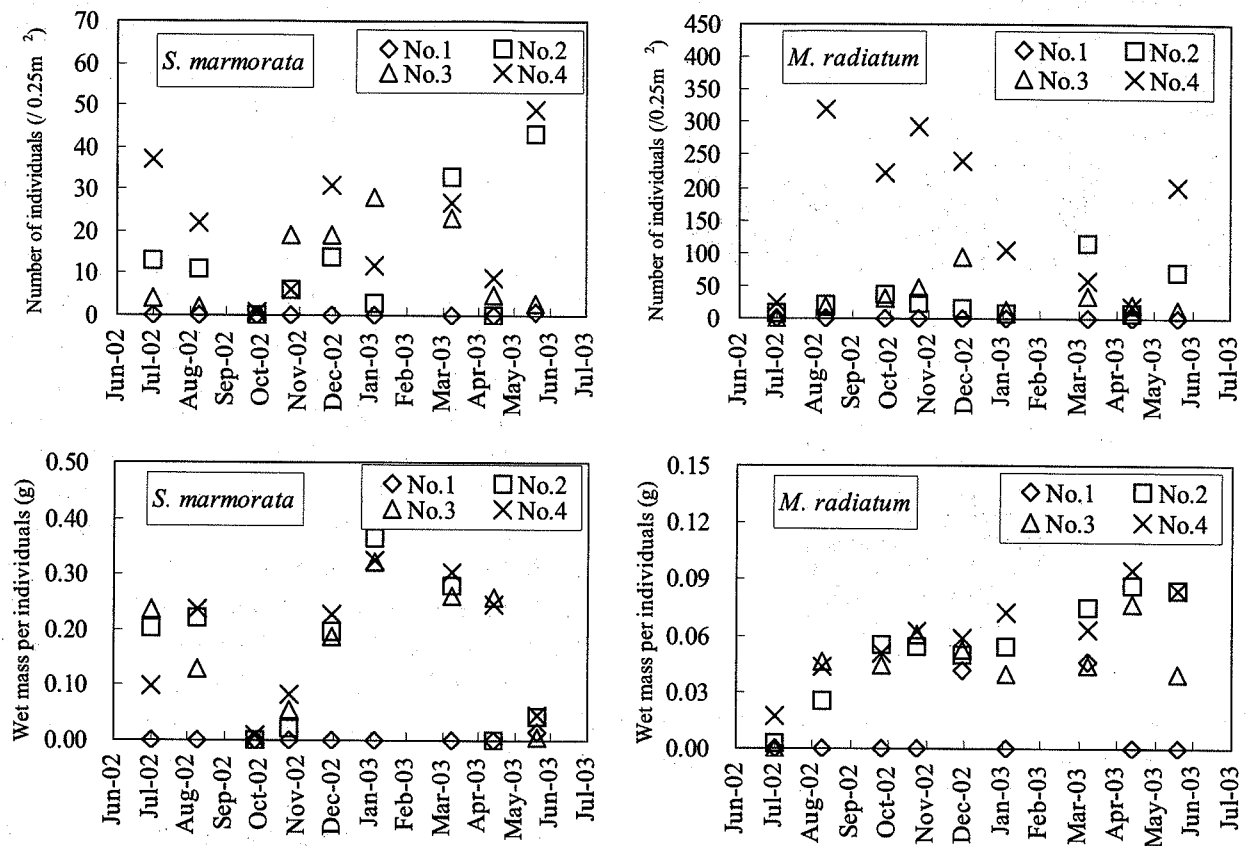 Number of individuals (/ 0.25m ²)
70
60
50
40
30
20
10
0
S. marmorata
No.1 No.2
No.3 No.4
Jun-02 Jul-02 Aug-02 Sep-02 Oct-02 Nov-02 Dec-02 Jan-03 Feb-03 Mar-03 Apr-03 May-03 Jun-03 Jul-03
Number of individuals (/0.25m ²)
450
400
350
300
250
200
150
100
50
0
M. radiatum
No.1 No.2
No.3 No.4
Jun-02 Jul-02 Aug-02 Sep-02 Oct-02 Nov-02 Dec-02 Jan-03 Feb-03 Mar-03 Apr-03 May-03 Jun-03 Jul-03
Wet mass per individuals (g)
0.50
0.40
0.30
0.20
0.10
0.00
S. marmorata
No.1 No.2
No.3 No.4
Jun-02 Jul-02 Aug-02 Sep-02 Oct-02 Nov-02 Dec-02 Jan-03 Feb-03 Mar-03 Apr-03 May-03 Jun-03 Jul-03
Wet mass per individuals (g)
0.15
0.12
0.09
0.06
0.03
0.00
M. radiatum
No.1 No.2
No.3 No.4
Jun-02 Jul-02 Aug-02 Sep-02 Oct-02 Nov-02 Dec-02 Jan-03 Feb-03 Mar-03 Apr-03 May-03 Jun-03 Jul-03